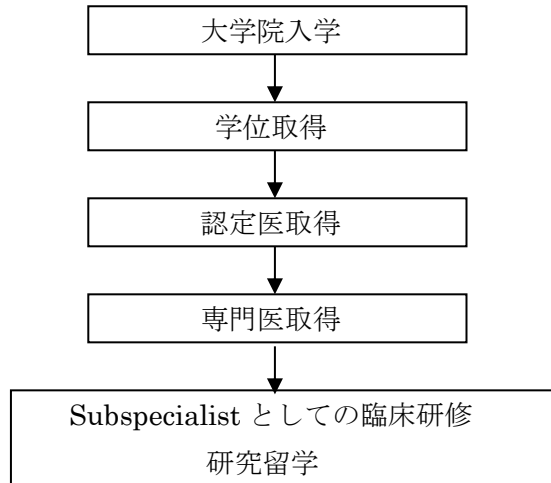 大学院入学
学位取得
認定医取得
専門医取得
Subspecialist としての臨床研修
研究留学